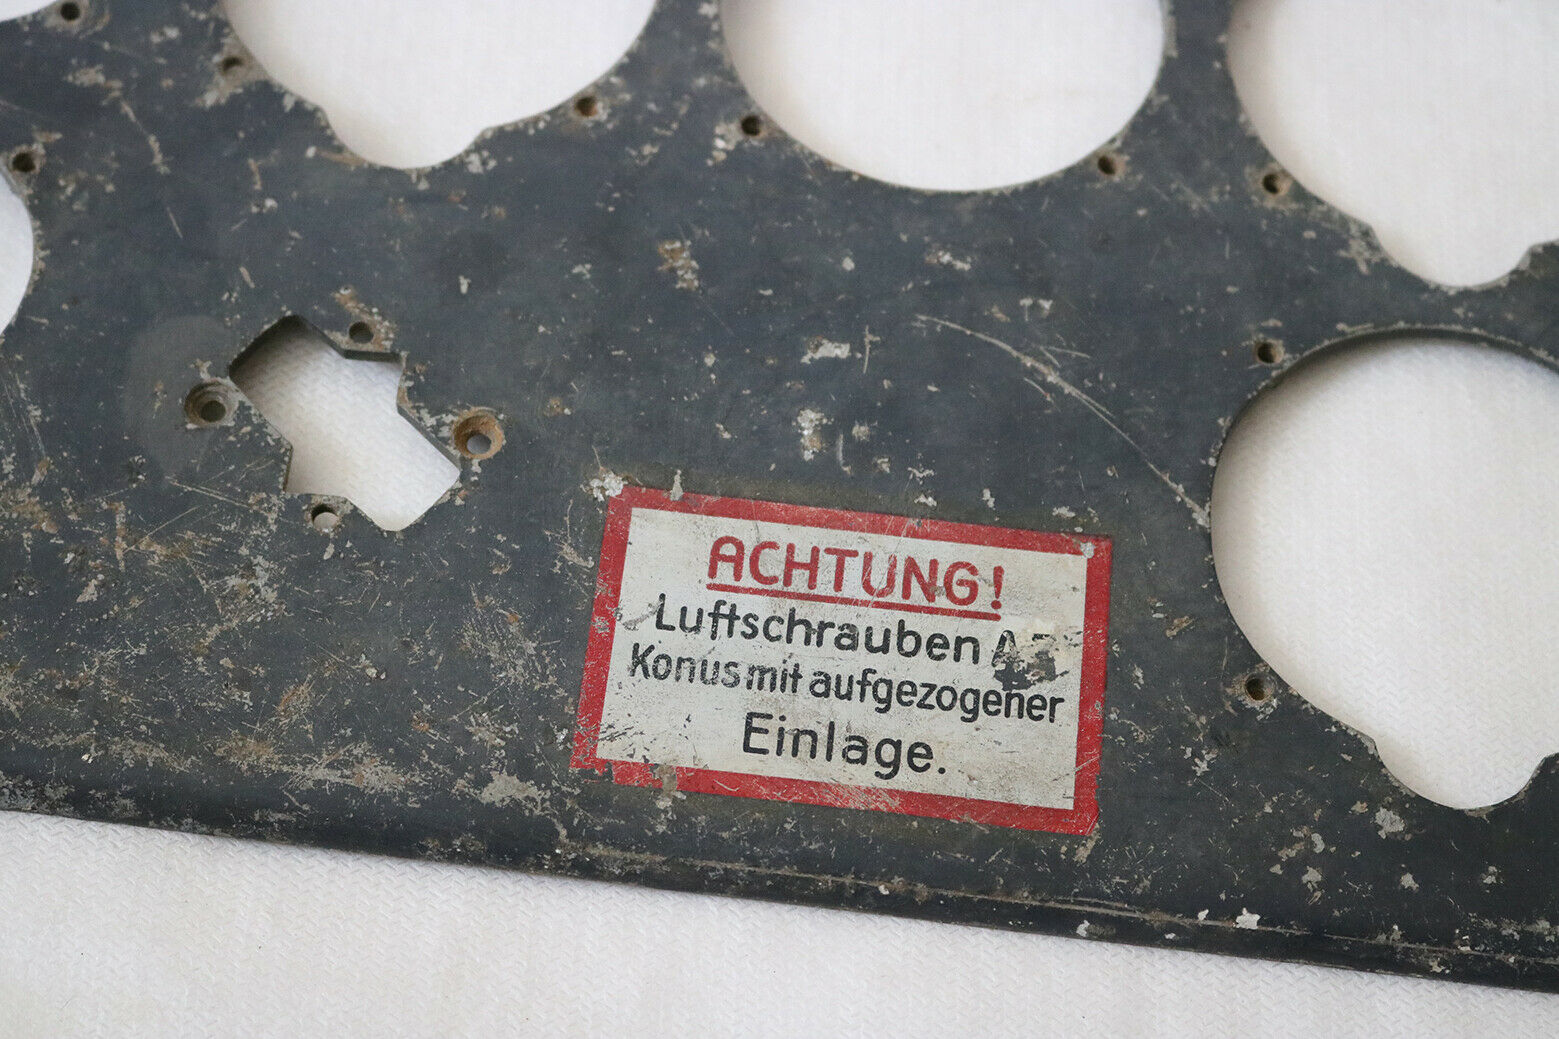 ACHTUNG!
Luftschrauben
Konus mit aufgezogener
Einlage.